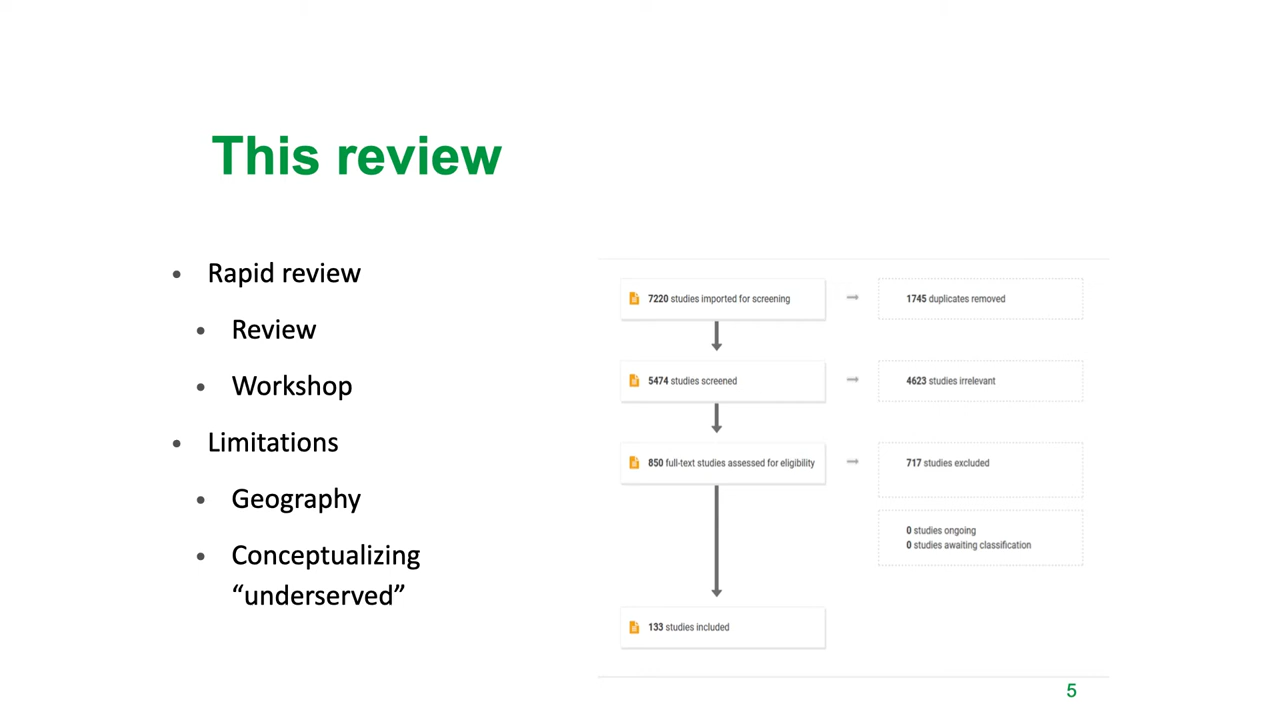 This review
• Rapid review
• Review
• Workshop
• Limitations
• Geography
• Conceptualizing
“underserved”
7220 studies imported for screening
1745 duplicates removed
5474 studies screened
4623 studies irrelevant
850 full-text studies assessed for eligibility
717 studies excluded
0 studies ongoing
0 studies awaiting classification
133 studies included
5